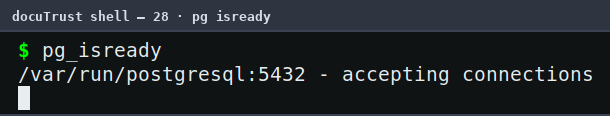 docuTrust shell — 28 · pg isready
$ pg_isready
/var/run/postgresql:5432 - accepting connections